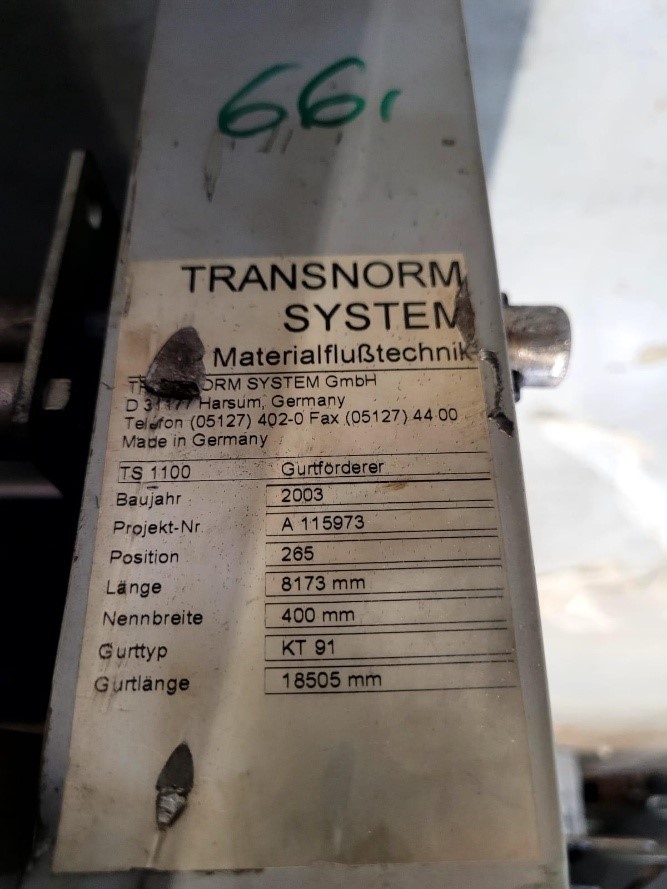 66,
TRANSNORM
SYSTEM
Materialflußtechnik
SYSTEM GmbH
D Harsum, Germany
Telefon (05127) 402-0 Fax (05127) 44 00
Made in Germany
TS 1100 Gurtförderer
Baujahr 2003
Projekt-Nr A 115973
Position 265
Länge 8173 mm
Nennbreite 400 mm
Gurttyp KT 91
Gurtlänge 18505 mm